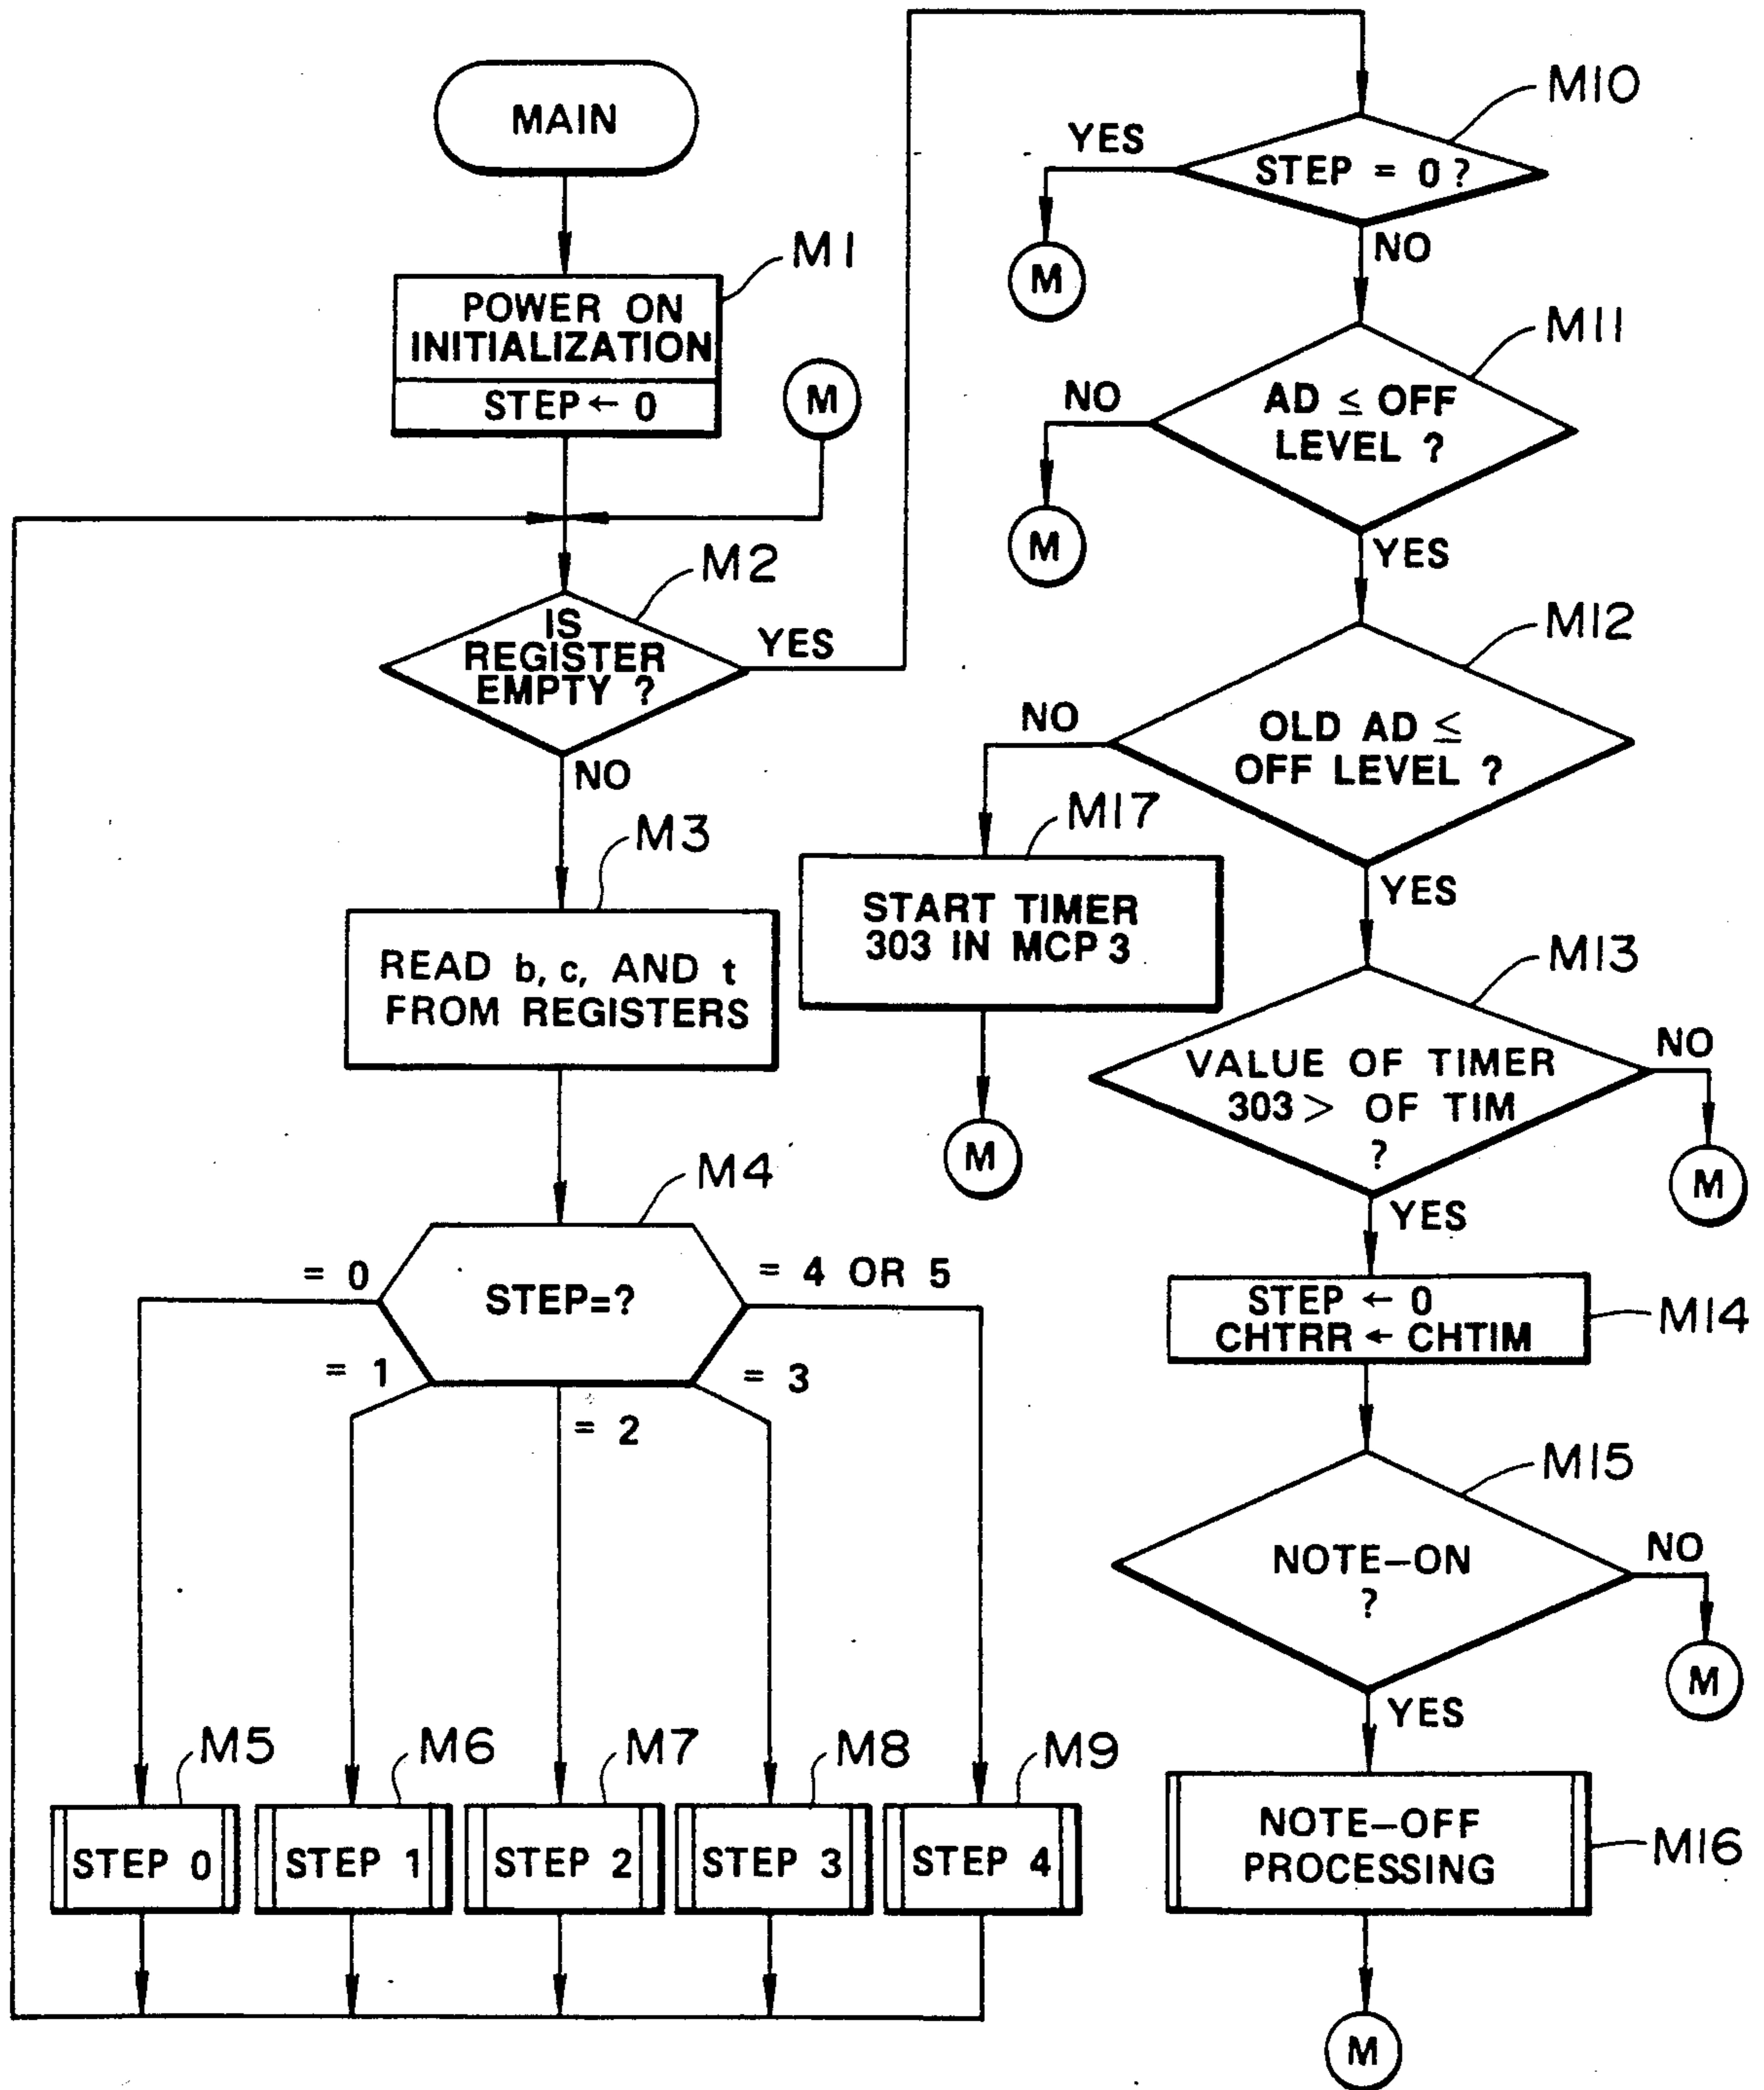 MAIN
M1
POWER ON
INITIALIZATION
STEP ← 0
M
M2
IS
REGISTER
EMPTY ?
YES
NO
M3
READ b, c, AND t
FROM REGISTERS
M4
STEP=?
= 0
= 1
= 2
= 3
= 4 OR 5
M5
STEP 0
M6
STEP 1
M7
STEP 2
M8
STEP 3
M9
STEP 4
M10
STEP = 0 ?
YES
M
NO
M11
AD ≤ OFF
LEVEL ?
NO
M
YES
M12
OLD AD ≤
OFF LEVEL ?
NO
M17
START TIMER
303 IN MCP 3
M
YES
M13
VALUE OF TIMER
303 > OF TIM
?
NO
M
YES
M14
STEP ← 0
CHTRR ← CHTIM
M15
NOTE–ON
?
NO
M
YES
M16
NOTE–OFF
PROCESSING
M